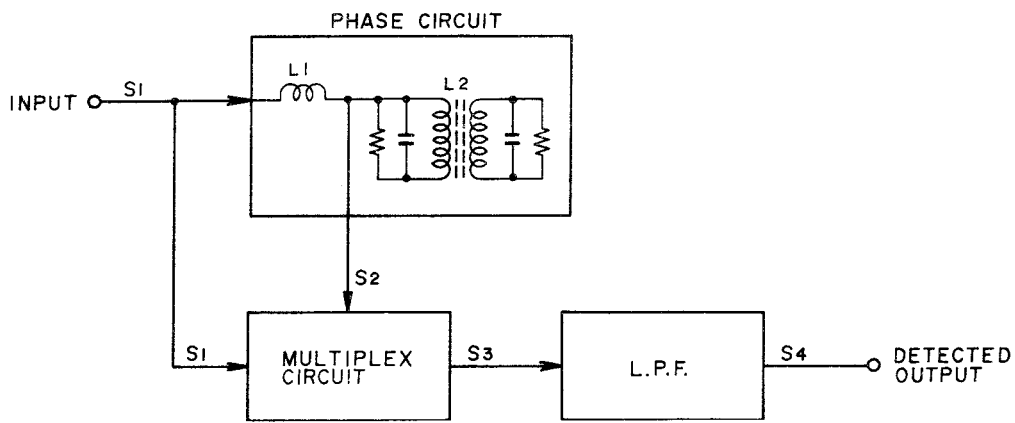 PHASE CIRCUIT
L1
L2
INPUT
S1
S2
S1
MULTIPLEX
CIRCUIT
S3
L.P.F.
S4
DETECTED
OUTPUT